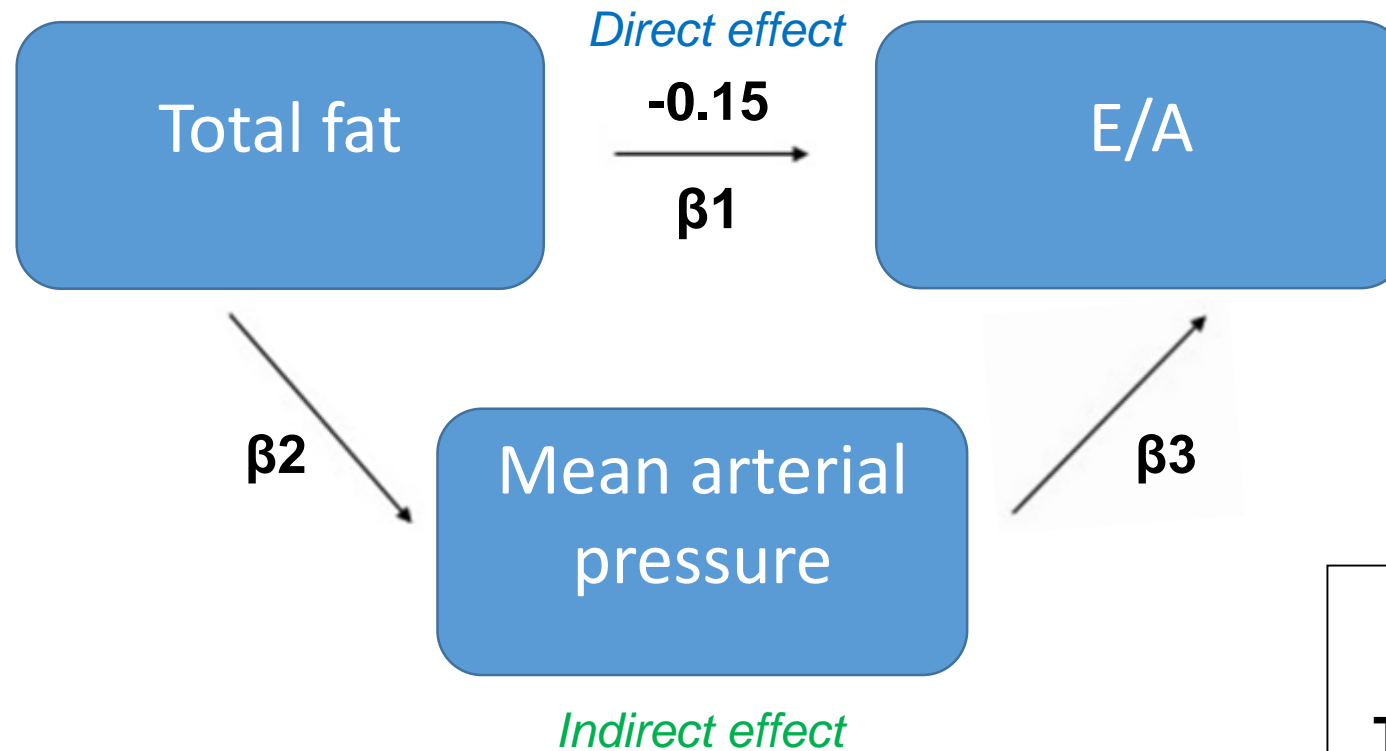 Direct effect
Total fat
-0.15
E/A
β1
β2
Mean arterial
pressure
β3
Indirect effect